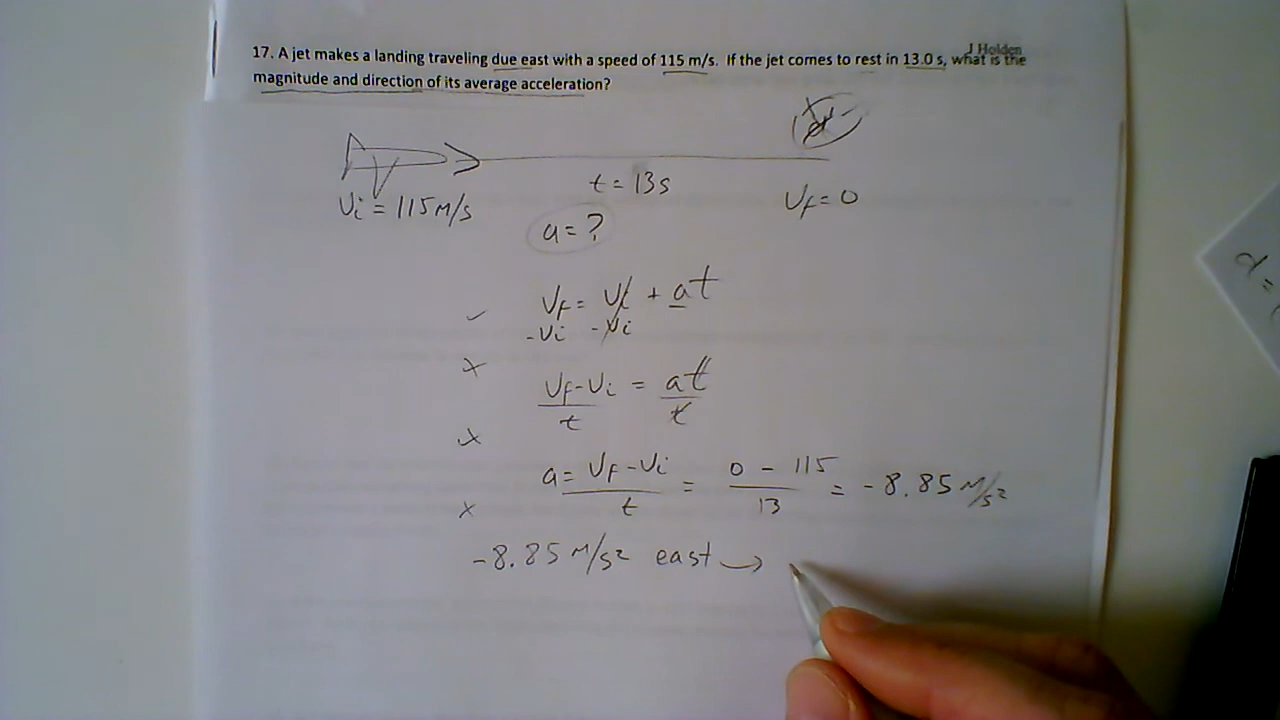 J Holden
17. A jet makes a landing traveling due east with a speed of 115 m/s. If the jet comes to rest in 13.0 s, what is the
magnitude and direction of its average acceleration?
t = 13s
Vi = 115 M/s
Vf = 0
a = ?
Vf = Vi + at
-Vi -Vi
Vf-Vi = at
t t
a = Vf-Vi = 0 - 115 = -8.85 M/s²
t 13
-8.85 M/s² east →
d =